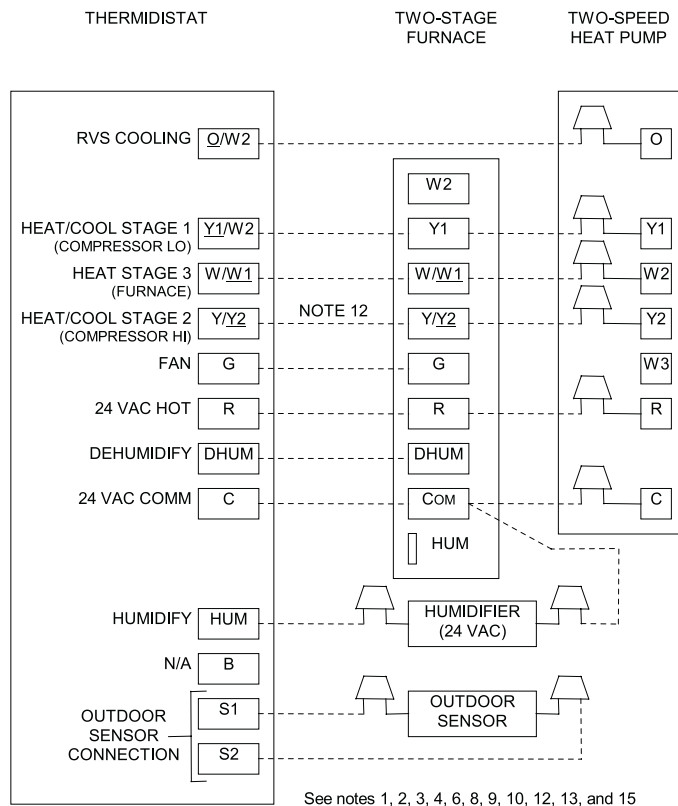 THERMIDISTAT
TWO-STAGE
FURNACE
TWO-SPEED
HEAT PUMP
RVS COOLING
O/W2
O
W2
HEAT/COOL STAGE 1
(COMPRESSOR LO)
Y1/W2
Y1
Y1
HEAT STAGE 3
(FURNACE)
W/W1
W/W1
W2
HEAT/COOL STAGE 2
(COMPRESSOR HI)
Y/Y2
NOTE 12
Y/Y2
Y2
FAN
G
G
W3
24 VAC HOT
R
R
R
DEHUMIDIFY
DHUM
DHUM
24 VAC COMM
C
COM
C
HUM
HUMIDIFY
HUM
HUMIDIFIER
(24 VAC)
N/A
B
OUTDOOR
SENSOR
CONNECTION
S1
S2
OUTDOOR
SENSOR
See notes 1, 2, 3, 4, 6, 8, 9, 10, 12, 13, and 15